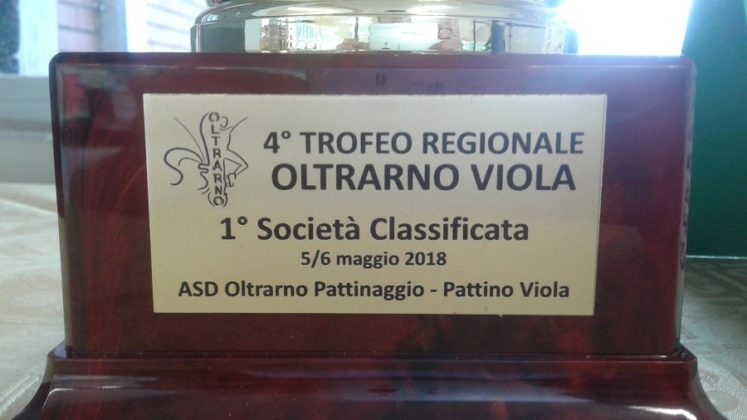 OLTRARNO
4° TROFEO REGIONALE
OLTRARNO VIOLA
1° Società Classificata
5/6 maggio 2018
ASD Oltrarno Pattinaggio - Pattino Viola